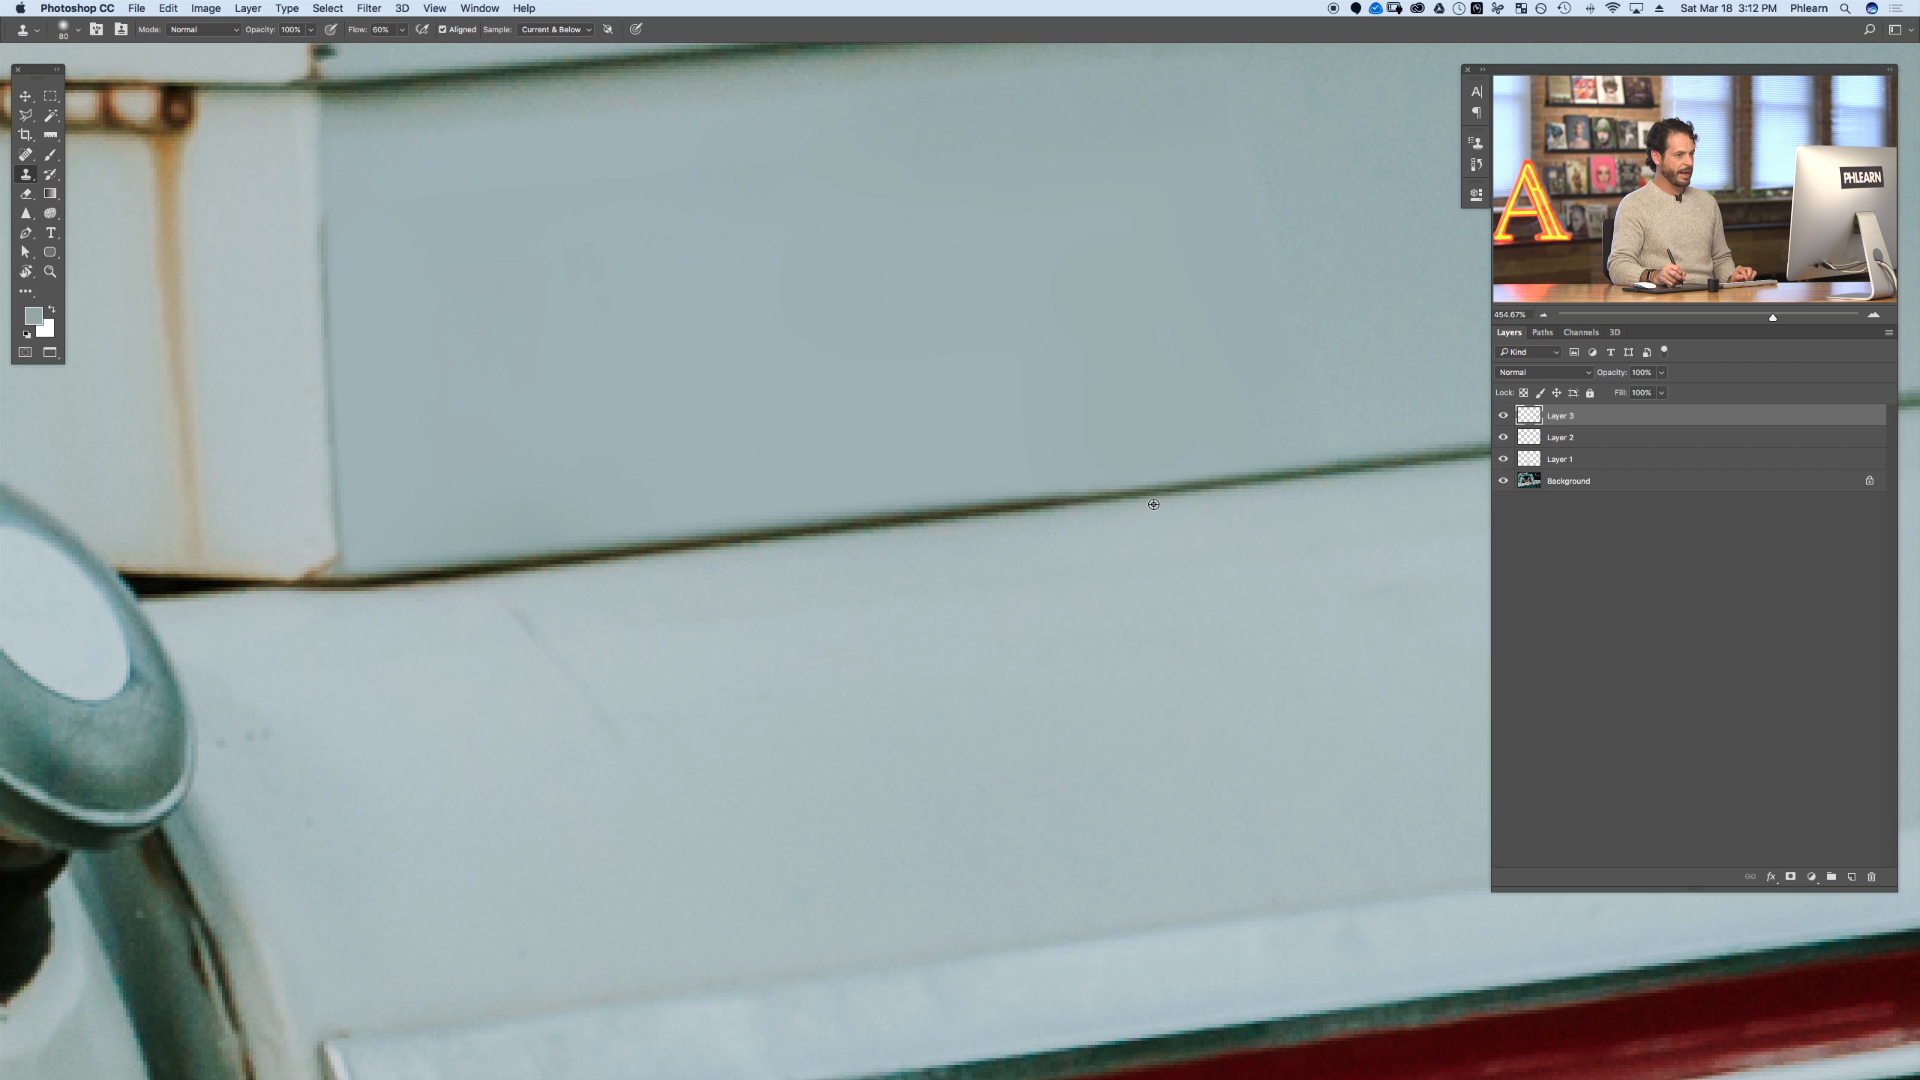 Photoshop CC File Edit Image Layer Type Select Filter 3D View Window Help Sat Mar 18 3:12 PM Phlearn
80 Mode: Normal Opacity: 100% Flow: 60% Aligned Sample: Current & Below
A
PHLEARN
454.67%
Layers Paths Channels 3D
Kind
Normal Opacity: 100%
Lock: Fill: 100%
Layer 3
Layer 2
Layer 1
Background
fx